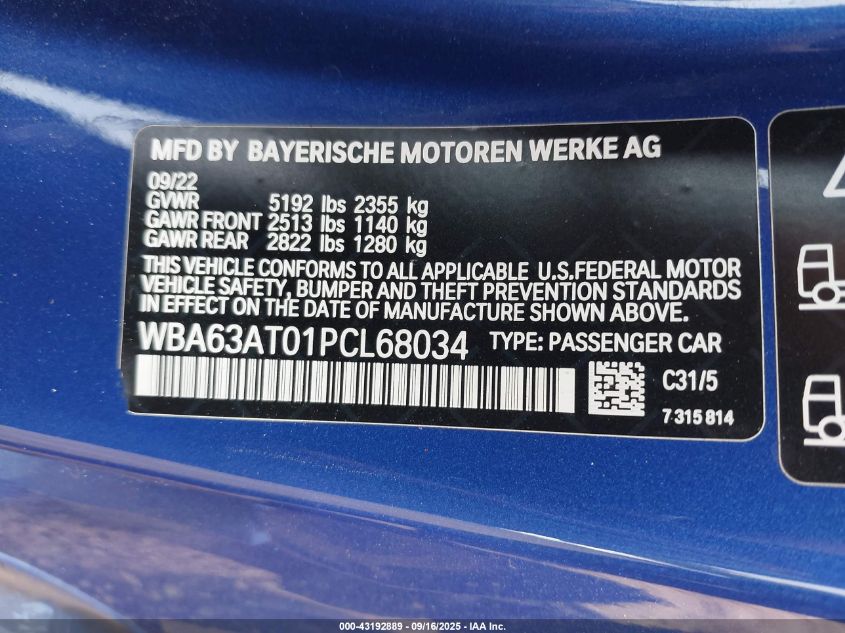 MFD BY BAYERISCHE MOTOREN WERKE AG
09/22
GVWR 5192 lbs 2355 kg
GAWR FRONT 2513 lbs 1140 kg
GAWR REAR 2822 lbs 1280 kg
THIS VEHICLE CONFORMS TO ALL APPLICABLE U.S.FEDERAL MOTOR
VEHICLE SAFETY, BUMPER AND THEFT PREVENTION STANDARDS
IN EFFECT ON THE DATE OF MANUFACTURE SHOWN ABOVE.
WBA63AT01PCL68034 TYPE: PASSENGER CAR
C31/5
7315814
000-43192889 - 09/16/2025 - IAA Inc.